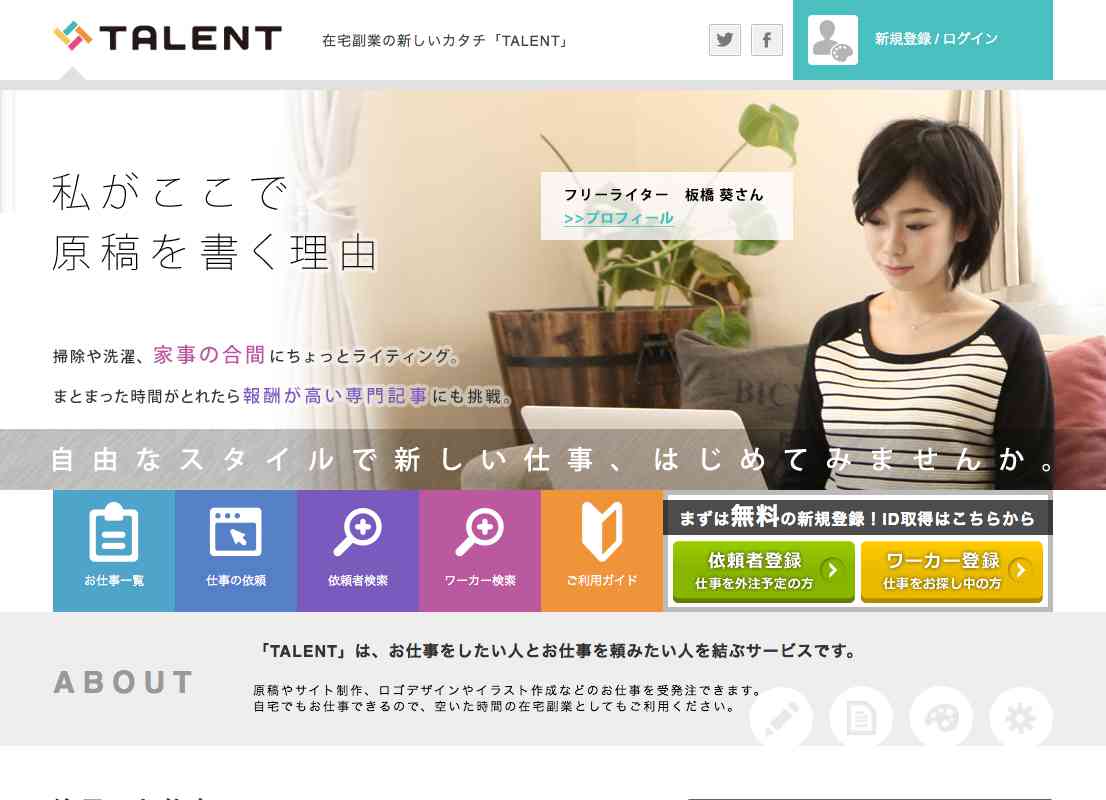 TALENT
在宅副業の新しいカタチ「TALENT」
新規登録 / ログイン
私がここで
原稿を書く理由
フリーライター 板橋 葵さん
>>プロフィール
掃除や洗濯、家事の合間にちょっとライティング。
まとまった時間がとれたら報酬が高い専門記事にも挑戦。
自由なスタイルで新しい仕事、はじめてみませんか。
お仕事一覧
仕事の依頼
依頼者検索
ワーカー検索
ご利用ガイド
まずは無料の新規登録！ID取得はこちらから
依頼者登録
仕事を外注予定の方
ワーカー登録
仕事をお探し中の方
ABOUT
「TALENT」は、お仕事をしたい人とお仕事を頼みたい人を結ぶサービスです。
原稿やサイト制作、ロゴデザインやイラスト作成などのお仕事を受発注できます。
自宅でもお仕事できるので、空いた時間の在宅副業としてもご利用ください。